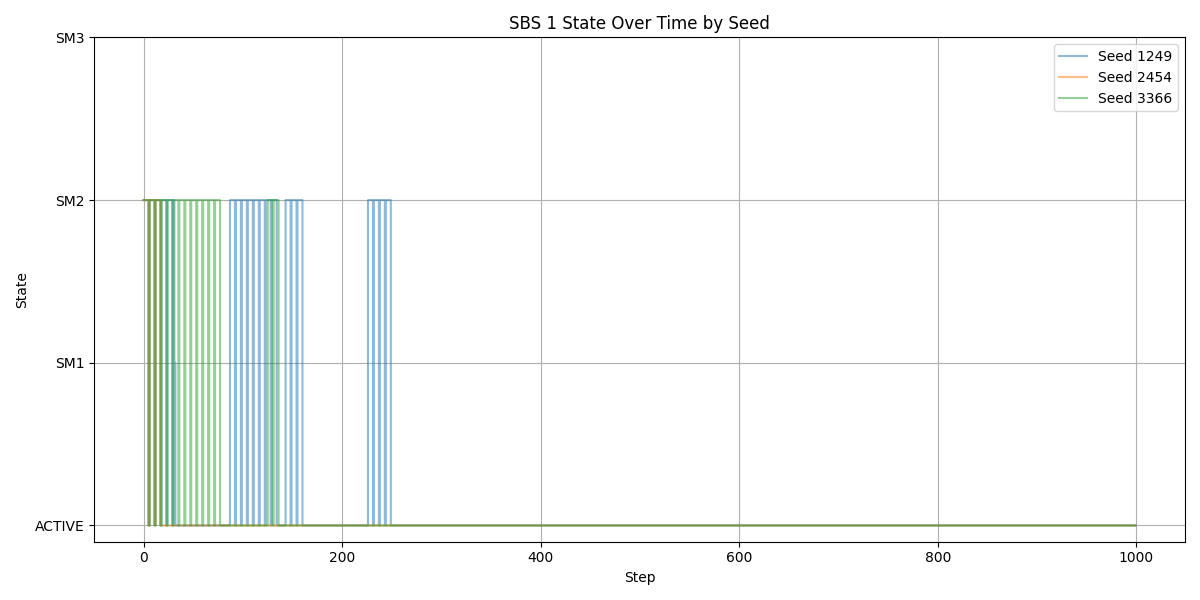 SBS 1 State Over Time by Seed
SM3
SM2
SM1
ACTIVE
State
0 200 400 600 800 1000
Step
Seed 1249
Seed 2454
Seed 3366